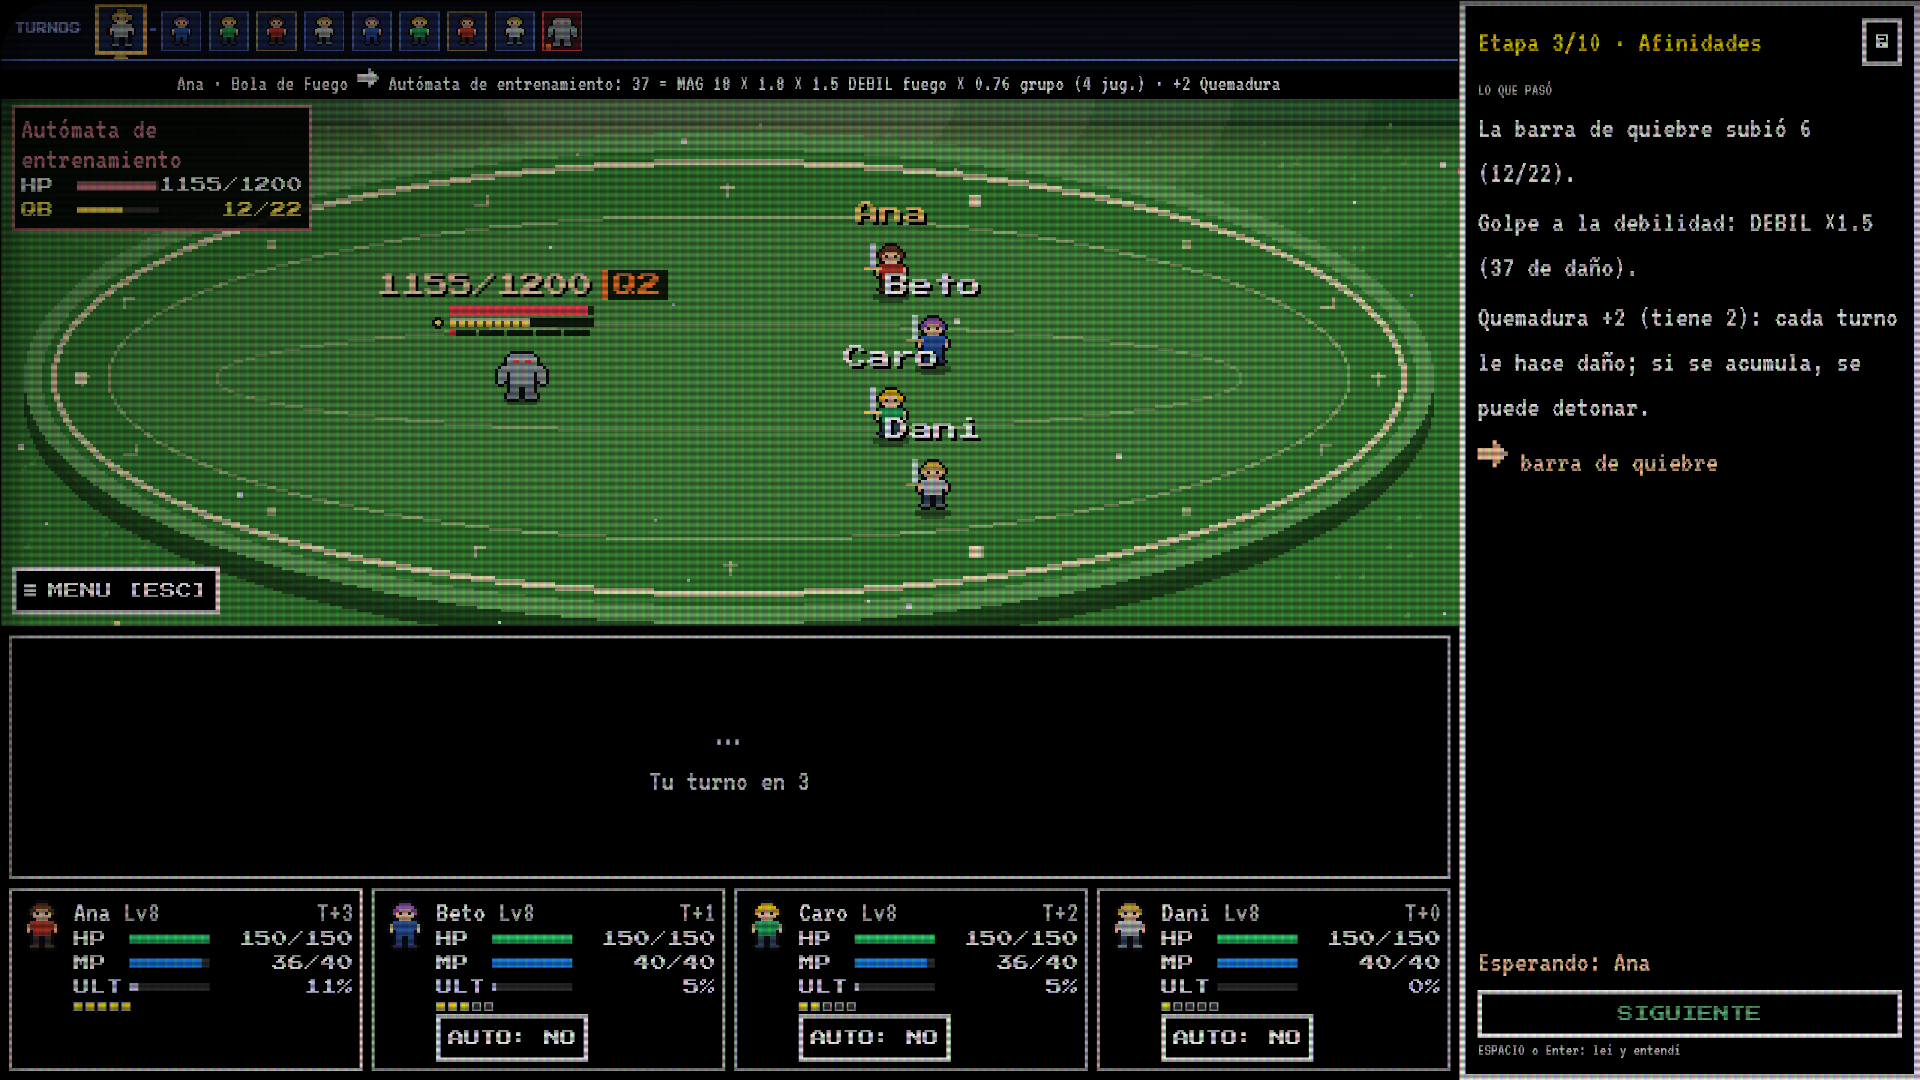 TURNOS
Ana · Bola de Fuego ➡ Autómata de entrenamiento: 37 = MAG 18 X 1.8 X 1.5 DEBIL fuego X 0.76 grupo (4 jug.) · +2 Quemadura
Autómata de
entrenamiento
HP 1155/1200
QB 12/22
1155/1200 Q2
Ana
Beto
Caro
Dani
≡ MENU [ESC]
...
Tu turno en 3
Ana Lv8 T+3
HP 150/150
MP 36/40
ULT 11%
Beto Lv8 T+1
HP 150/150
MP 40/40
ULT 5%
AUTO: NO
Caro Lv8 T+2
HP 150/150
MP 36/40
ULT 5%
AUTO: NO
Dani Lv8 T+0
HP 150/150
MP 40/40
ULT 0%
AUTO: NO
Etapa 3/10 · Afinidades
LO QUE PASÓ
La barra de quiebre subió 6
(12/22).
Golpe a la debilidad: DEBIL X1.5
(37 de daño).
Quemadura +2 (tiene 2): cada turno
le hace daño; si se acumula, se
puede detonar.
➡ barra de quiebre
Esperando: Ana
SIGUIENTE
ESPACIO o Enter: leí y entendí